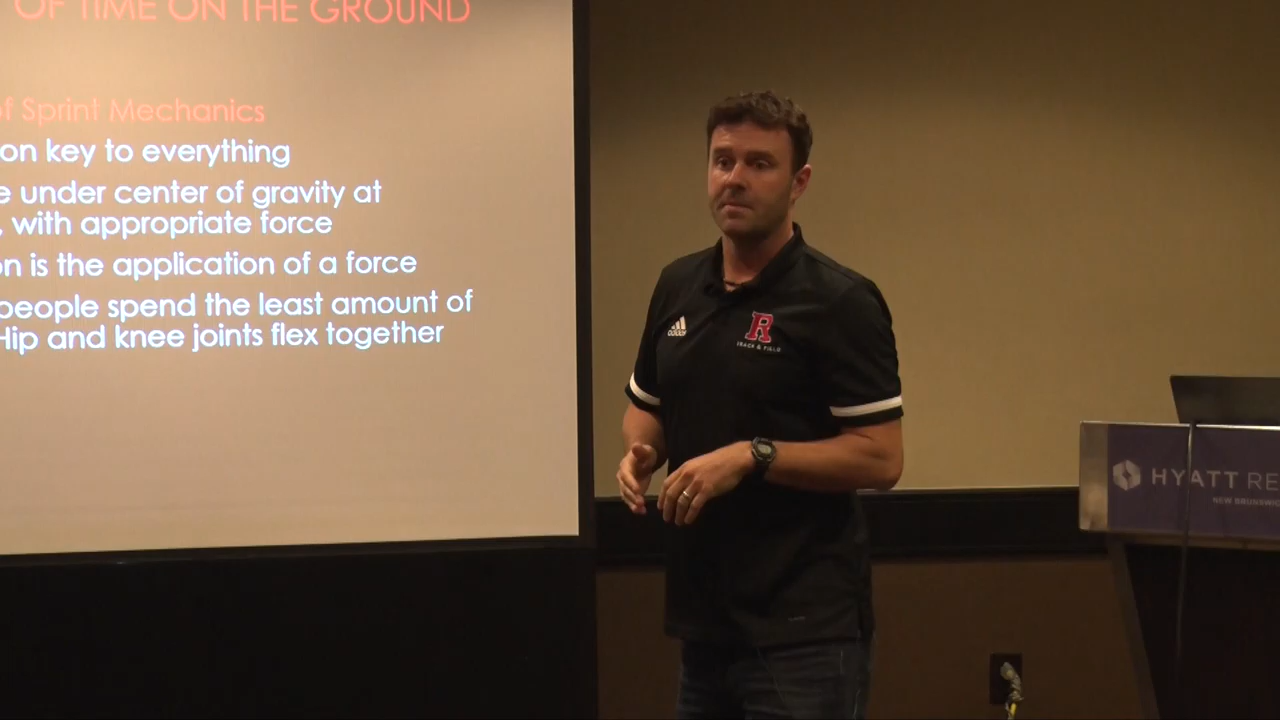 OF TIME ON THE GROUND
of Sprint Mechanics
on key to everything
e under center of gravity at
, with appropriate force
on is the application of a force
people spend the least amount of
Hip and knee joints flex together
adidas
R
TRACK & FIELD
HYATT RE
NEW BRUNSWIC